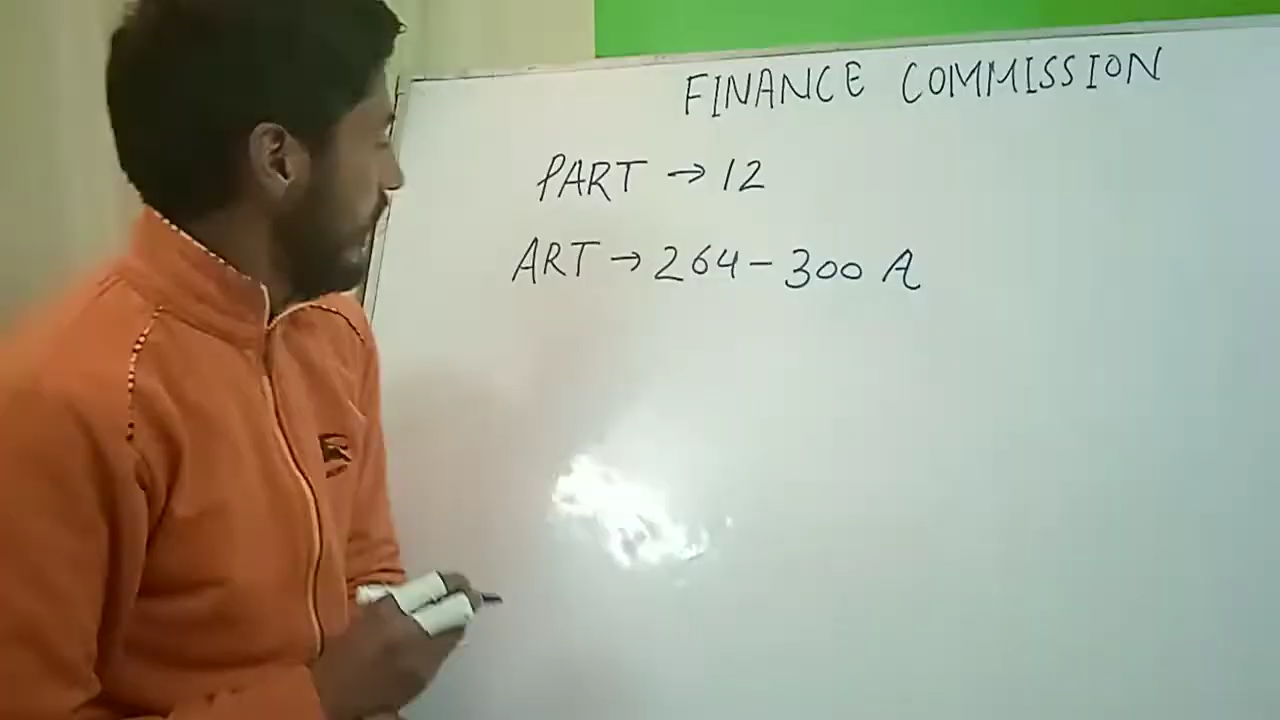 FINANCE COMMISSION
PART → 12
ART → 264 - 300 A